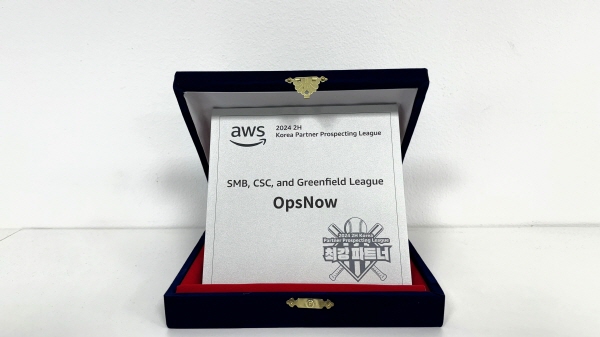 aws
2024 2H
Korea Partner Prospecting League
SMB, CSC, and Greenfield League
OpsNow
2024 2H Korea
Partner Prospecting League
최강 파트너